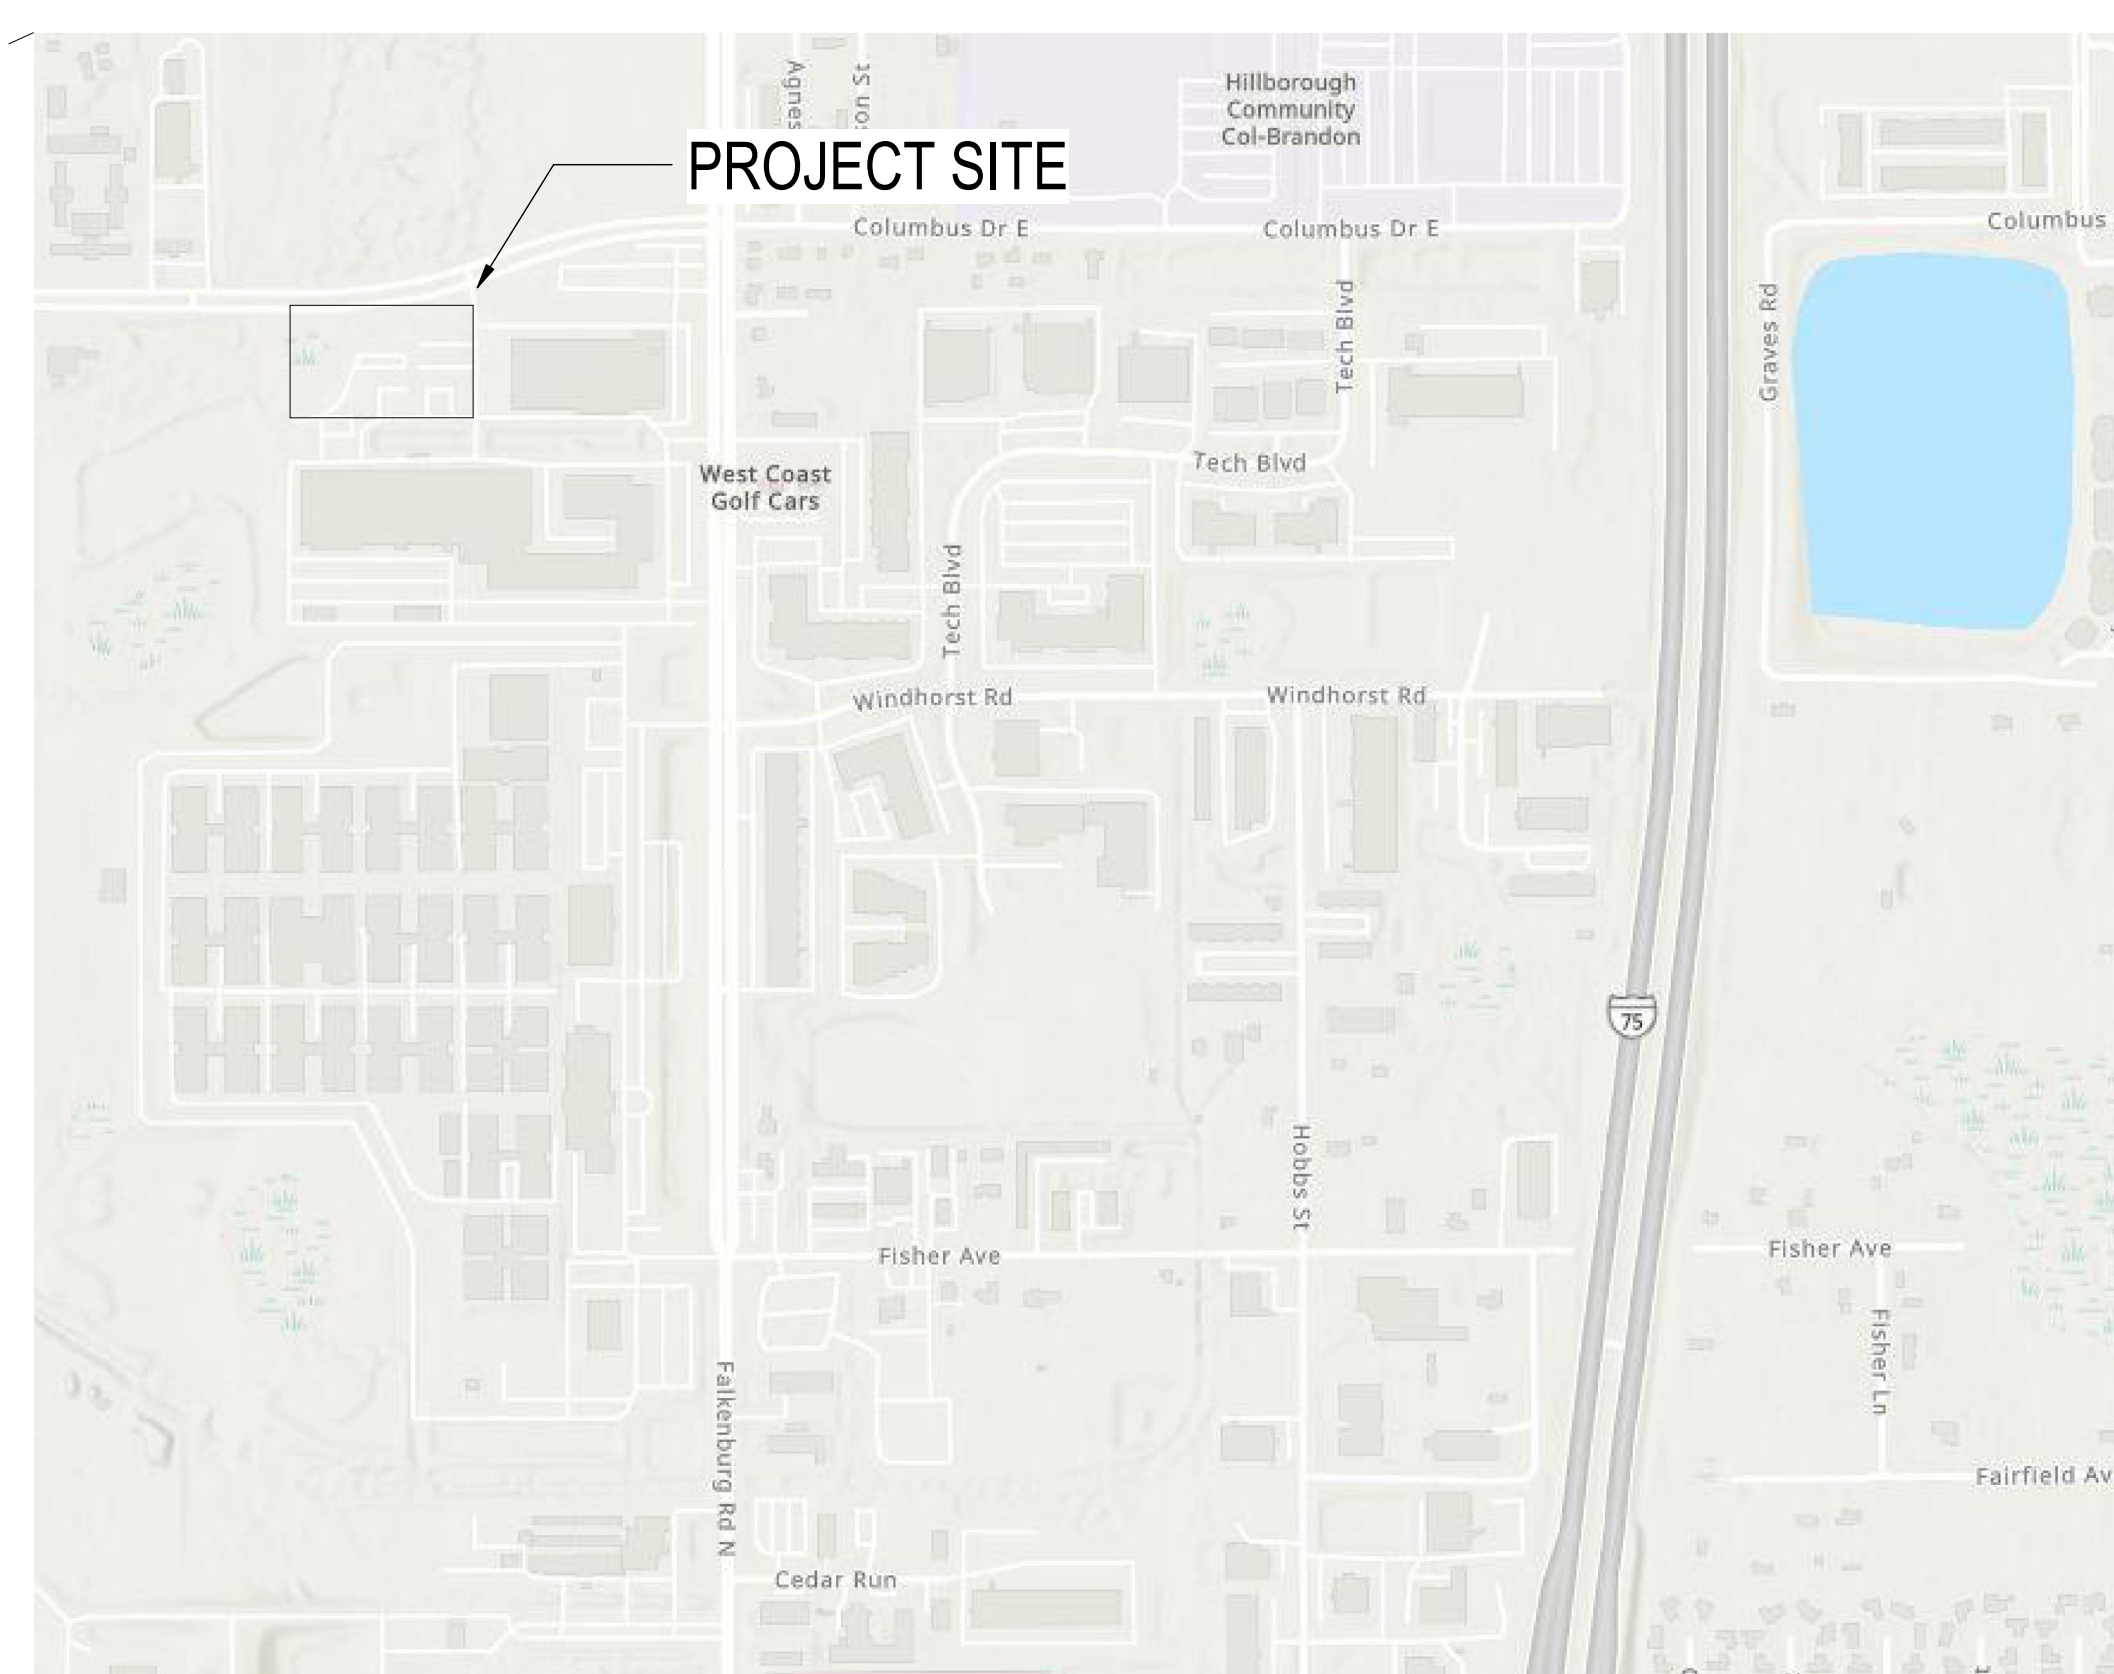 Agnes
on St
Hillborough
Community
Col-Brandon
PROJECT SITE
Columbus Dr E
Columbus Dr E
Columbus
Graves Rd
Tech Blvd
Tech Blvd
West Coast
Golf Cars
Tech Blvd
Windhorst Rd
Windhorst Rd
75
Hobbs St
Fisher Ave
Fisher Ave
Fisher Ln
Falkenburg Rd N
Fairfield Av
Cedar Run